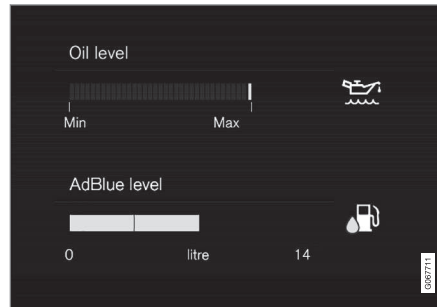 Oil level
Min Max
AdBlue level
0 litre 14
G067711